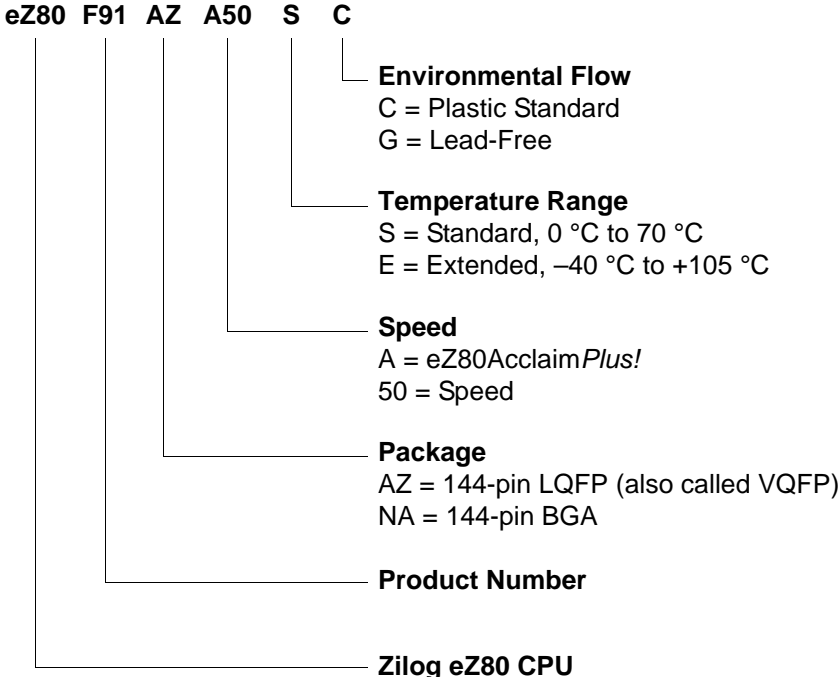 eZ80 F91 AZ A50 S C
Environmental Flow
C = Plastic Standard
G = Lead-Free
Temperature Range
S = Standard, 0 °C to 70 °C
E = Extended, –40 °C to +105 °C
Speed
A = eZ80AcclaimPlus!
50 = Speed
Package
AZ = 144-pin LQFP (also called VQFP)
NA = 144-pin BGA
Product Number
Zilog eZ80 CPU